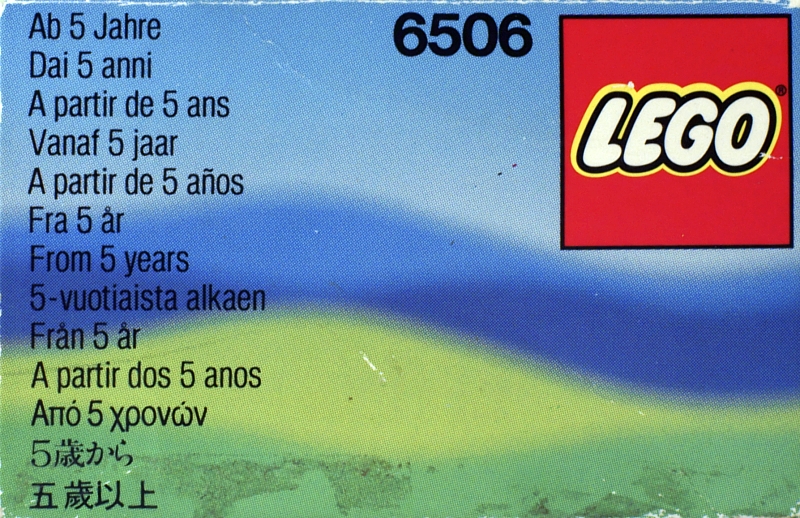 Ab 5 Jahre
Dai 5 anni
A partir de 5 ans
Vanaf 5 jaar
A partir de 5 años
Fra 5 år
From 5 years
5-vuotiaista alkaen
Från 5 år
A partir dos 5 anos
Από 5 χρονών
5歳から
五歲以上
6506
LEGO®